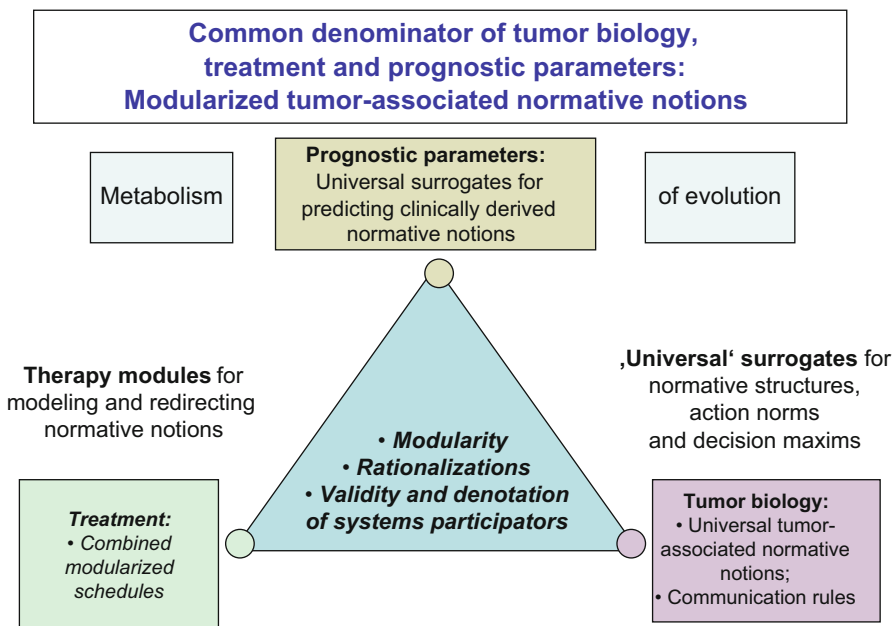 Common denominator of tumor biology,
treatment and prognostic parameters:
Modularized tumor-associated normative notions
Metabolism
Prognostic parameters:
Universal surrogates for
predicting clinically derived
normative notions
of evolution
Therapy modules for
modeling and redirecting
normative notions
‚Universal‘ surrogates for
normative structures,
action norms
and decision maxims
• Modularity
• Rationalizations
• Validity and denotation
of systems participators
Treatment:
• Combined
modularized
schedules
Tumor biology:
• Universal tumor-
associated normative
notions;
• Communication rules